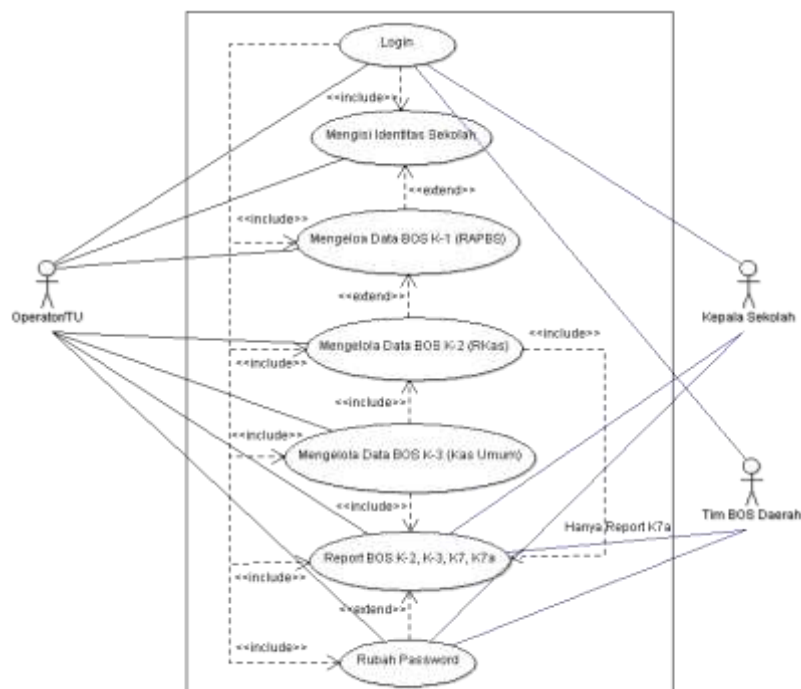 Login
<<include>>
Mengisi Identitas Sekolah
<<extend>>
<<include>>
Mengeloa Data BOS K-1 (RAPBS)
Operator/TU
Kepala Sekolah
<<extend>>
<<include>>
Mengelola Data BOS K-2 (RKas)
<<include>>
<<include>>
<<include>>
Mengelola Data BOS K-3 (Kas Umum)
<<include>>
Tim BOS Daerah
Hanya Report K7a
Report BOS K-2, K-3, K7, K7a
<<include>>
<<extend>>
<<include>>
Rubah Password